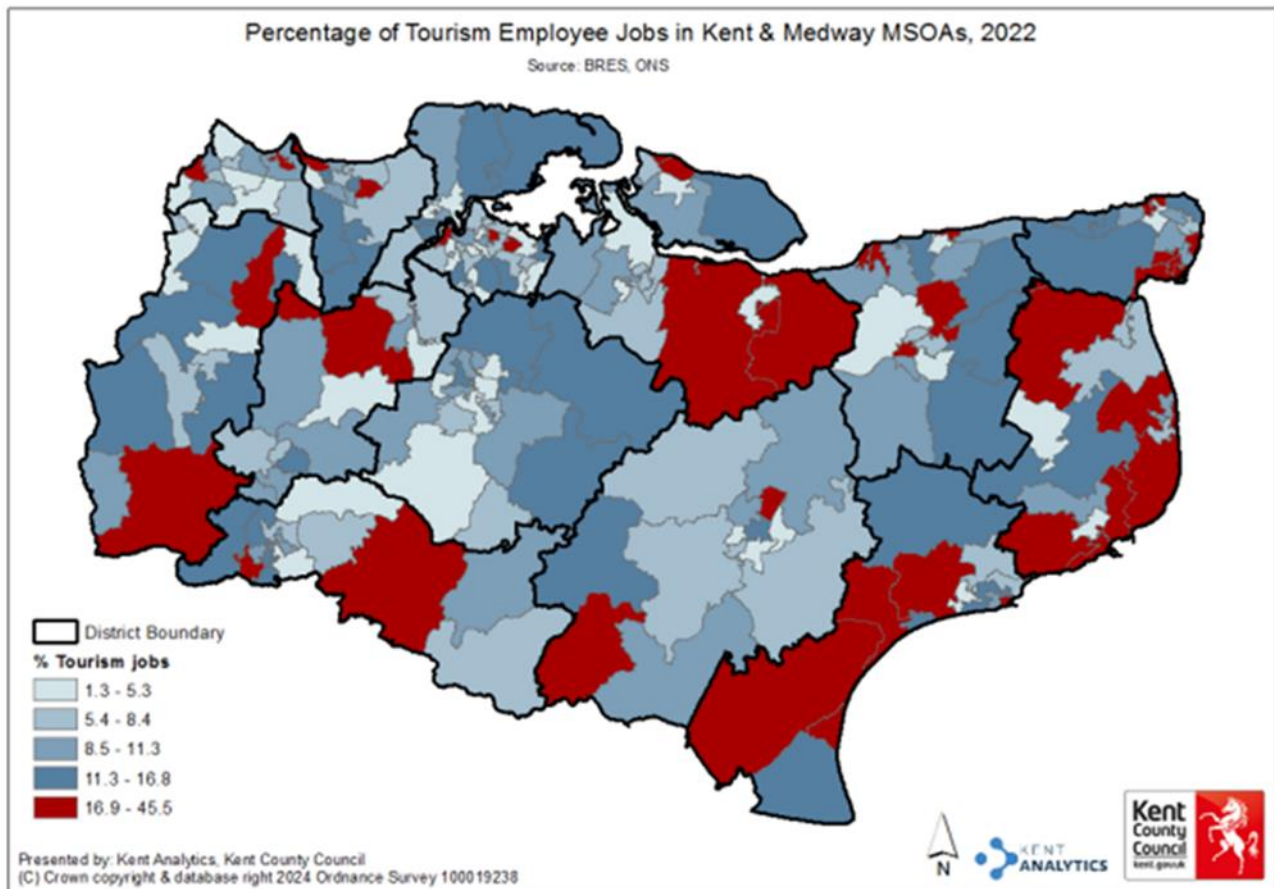 Percentage of Tourism Employee Jobs in Kent & Medway MSOAs, 2022
Source: BRES, ONS
District Boundary
% Tourism jobs
1.3 - 5.3
5.4 - 8.4
8.5 - 11.3
11.3 - 16.8
16.9 - 45.5
Presented by: Kent Analytics, Kent County Council
(C) Crown copyright & database right 2024 Ordnance Survey 100019238
N
KENT
ANALYTICS
Kent
County
Council
kent.gov.uk